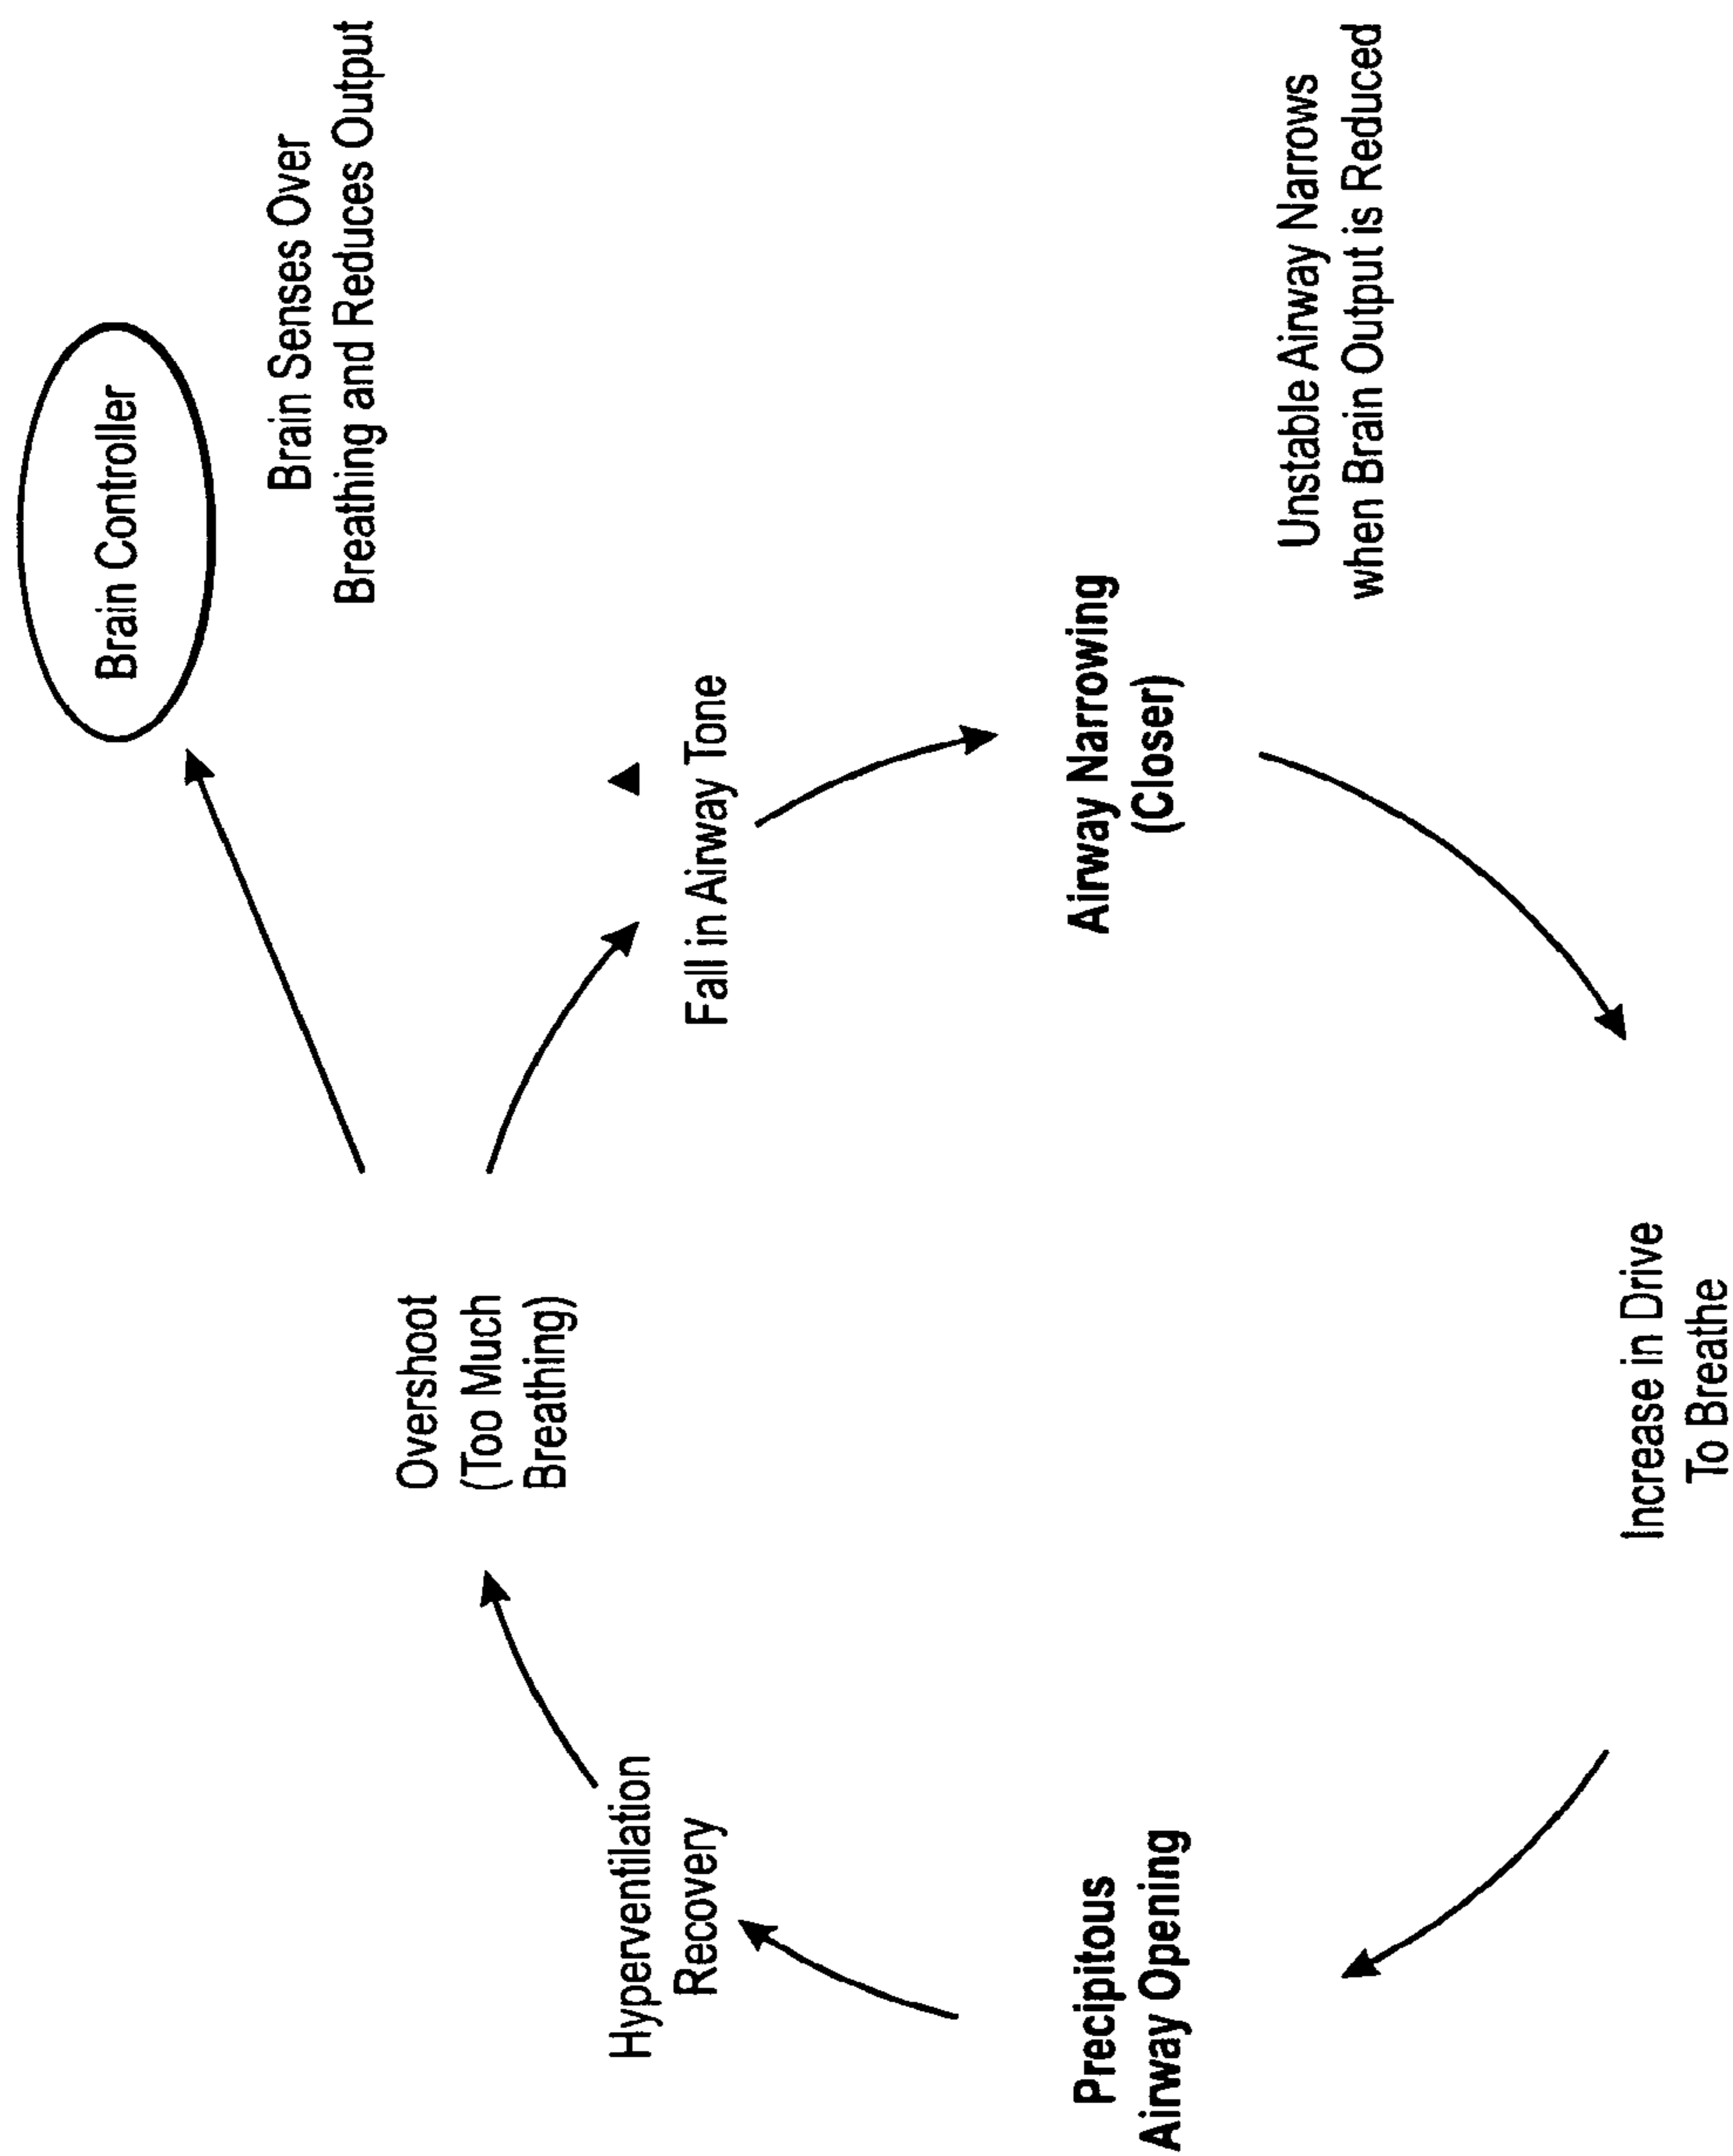 Brain Controller
Brain Senses Over
Breathing and Reduces Output
Overshoot
(Too Much
Breathing)
Hyperventilation
Recovery
Fall in Airway Tone
Precipitous
Airway Opening
Airway Narrowing
(Closer)
Unstable Airway Narrows
when Brain Output is Reduced
Increase in Drive
To Breathe